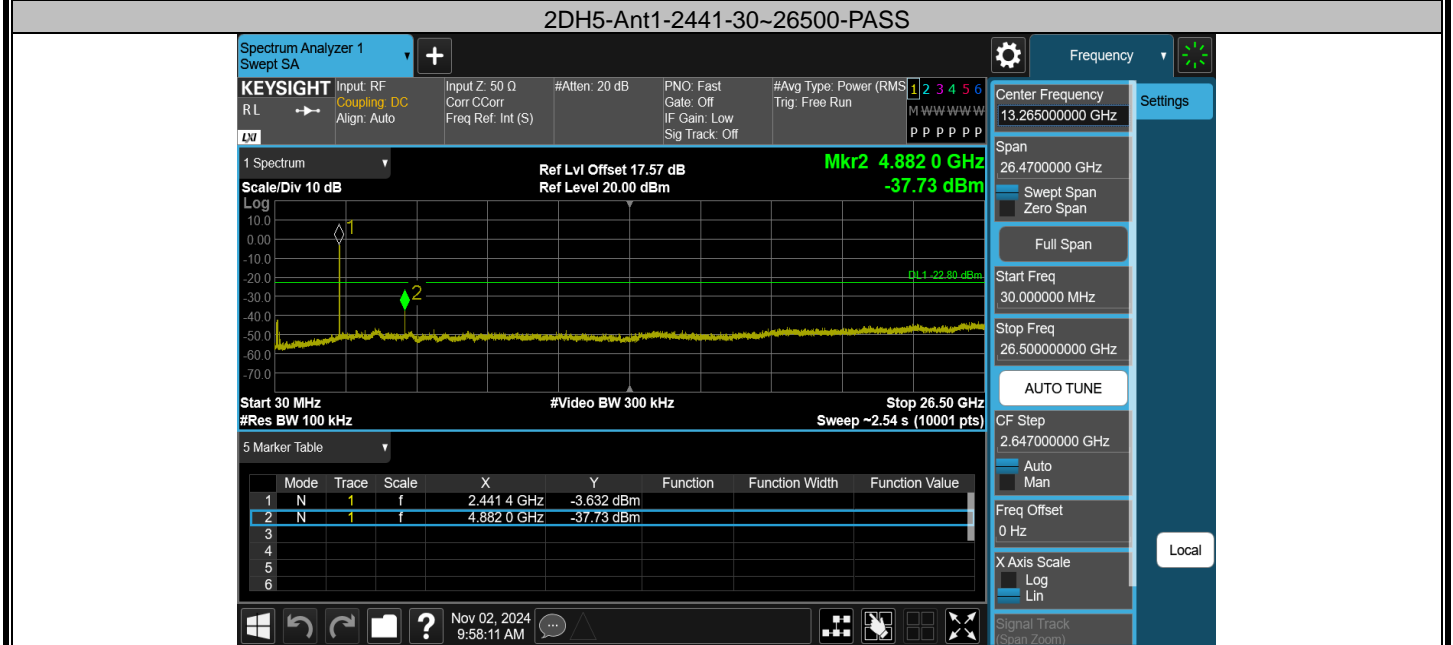 2DH5-Ant1-2441-30~26500-PASS
Spectrum Analyzer 1
Swept SA
+
Frequency
KEYSIGHT
Input: RF
Input Z: 50 Ω
#Atten: 20 dB
PNO: Fast
#Avg Type: Power (RMS
1 2 3 4 5 6
RL
Coupling: DC
Corr CCorr
Gate: Off
Trig: Free Run
M W W W W W
Align: Auto
Freq Ref: Int (S)
IF Gain: Low
LXI
Sig Track: Off
P P P P P P
1 Spectrum
Ref Lvl Offset 17.57 dB
Mkr2 4.882 0 GHz
Scale/Div 10 dB
Ref Level 20.00 dBm
-37.73 dBm
Log
10.0
0.00
-10.0
-20.0
-30.0
-40.0
-50.0
-60.0
-70.0
1
2
DL1 -22.80 dBm
Start 30 MHz
#Video BW 300 kHz
Stop 26.50 GHz
#Res BW 100 kHz
Sweep ~2.54 s (10001 pts)
5 Marker Table
Mode Trace Scale X Y Function Function Width Function Value
1 N 1 f 2.441 4 GHz -3.632 dBm
2 N 1 f 4.882 0 GHz -37.73 dBm
3
4
5
6
?
Nov 02, 2024
9:58:11 AM
Center Frequency
13.265000000 GHz
Settings
Span
26.4700000 GHz
Swept Span
Zero Span
Full Span
Start Freq
30.000000 MHz
Stop Freq
26.500000000 GHz
AUTO TUNE
CF Step
2.647000000 GHz
Auto
Man
Freq Offset
0 Hz
Local
X Axis Scale
Log
Lin
Signal Track
(Span Zoom)